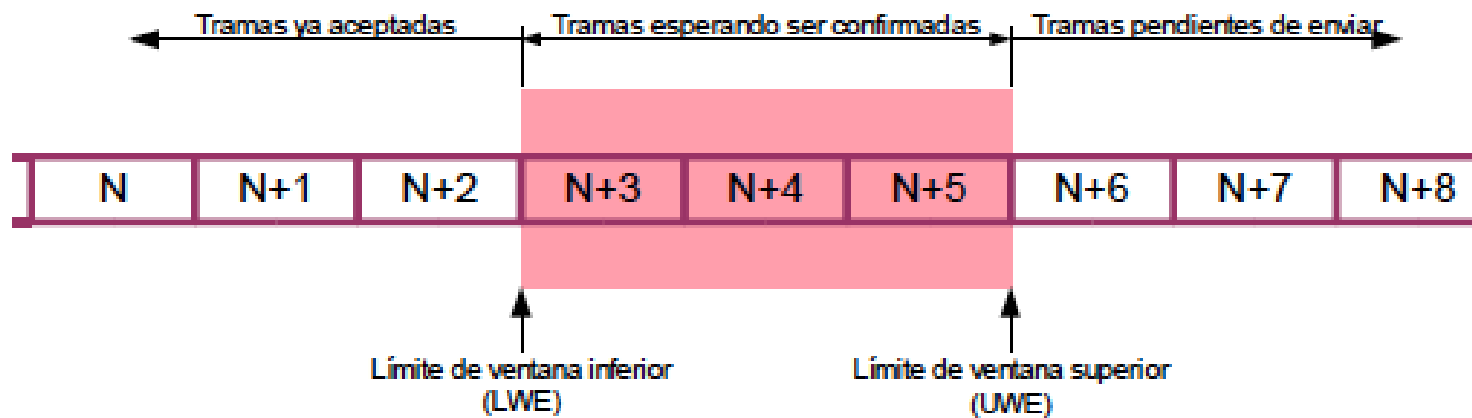 Tramas ya aceptadas Tramas esperando ser confirmadas Tramas pendientes de enviar
N N+1 N+2 N+3 N+4 N+5 N+6 N+7 N+8
Límite de ventana inferior Límite de ventana superior
(LWE) (UWE)